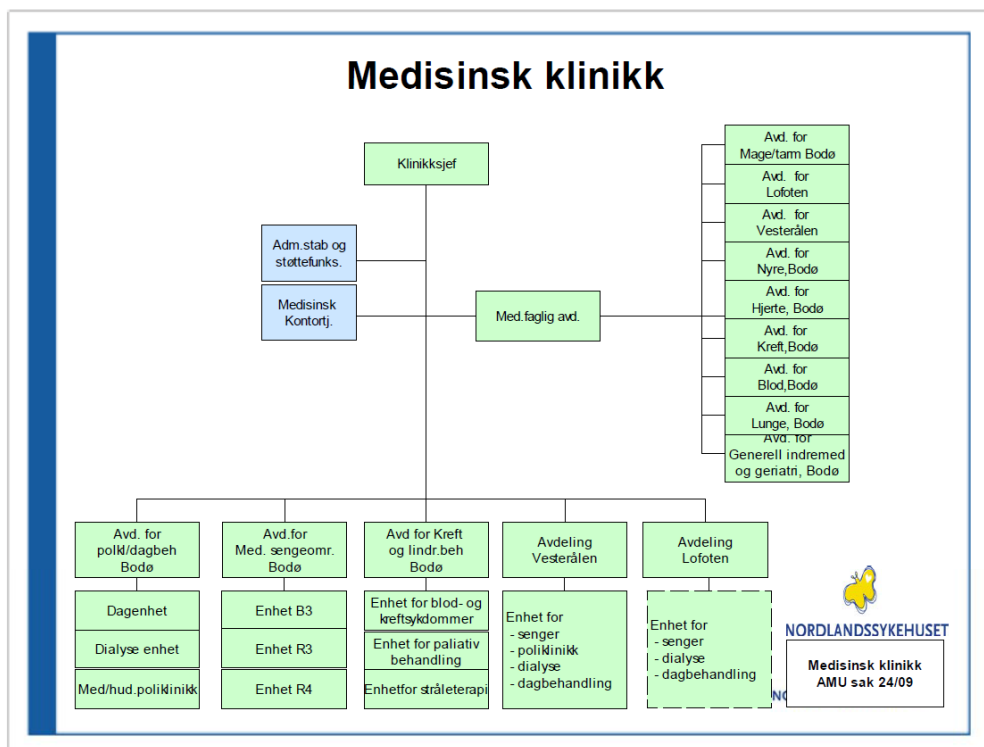 Medisinsk klinikk
Klinikksjef
Adm.stab og
støttefunks.
Medisinsk
Kontortj.
Med.faglig avd.
Avd. for
Mage/tarm Bodø
Avd. for
Lofoten
Avd. for
Vesterålen
Avd. for
Nyre,Bodø
Avd. for
Hjerte, Bodø
Avd. for
Kreft,Bodø
Avd. for
Blod,Bodø
Avd. for
Lunge, Bodø
Avd. for
Generell indremed
og geriatri, Bodø
Avd. for
polkl/dagbeh
Bodø
Dagenhet
Dialyse enhet
Med/hud.poliklinikk
Avd.for
Med. sengeomr.
Bodø
Enhet B3
Enhet R3
Enhet R4
Avd for Kreft
og lindr.beh
Bodø
Enhet for blod- og
kreftsykdommer
Enhet for paliativ
behandling
Enhetfor stråleterapi
Avdeling
Vesterålen
Enhet for
- senger
- poliklinikk
- dialyse
- dagbehandling
Avdeling
Lofoten
Enhet for
- senger
- dialyse
- dagbehandling
NORDLANDSSYKEHUSET
Medisinsk klinikk
AMU sak 24/09